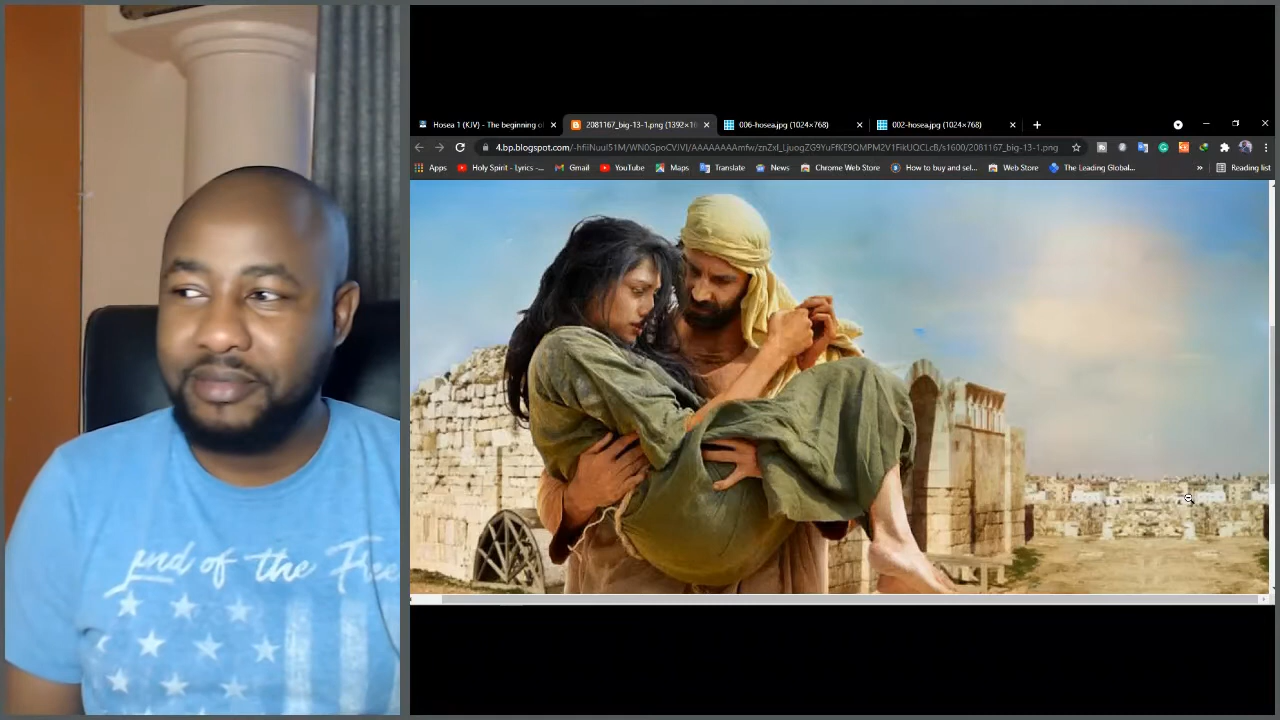 Hosea 1 (KJV) - The beginning o
2081167_big-13-1.png (1392×1
006-hosea.jpg (1024×768)
002-hosea.jpg (1024×768)
Apps
Holy Spirit - Lyrics -...
Gmail
YouTube
Maps
Translate
News
Chrome Web Store
How to buy and sel...
Web Store
The Leading Global...
»
Reading list
end of the Free